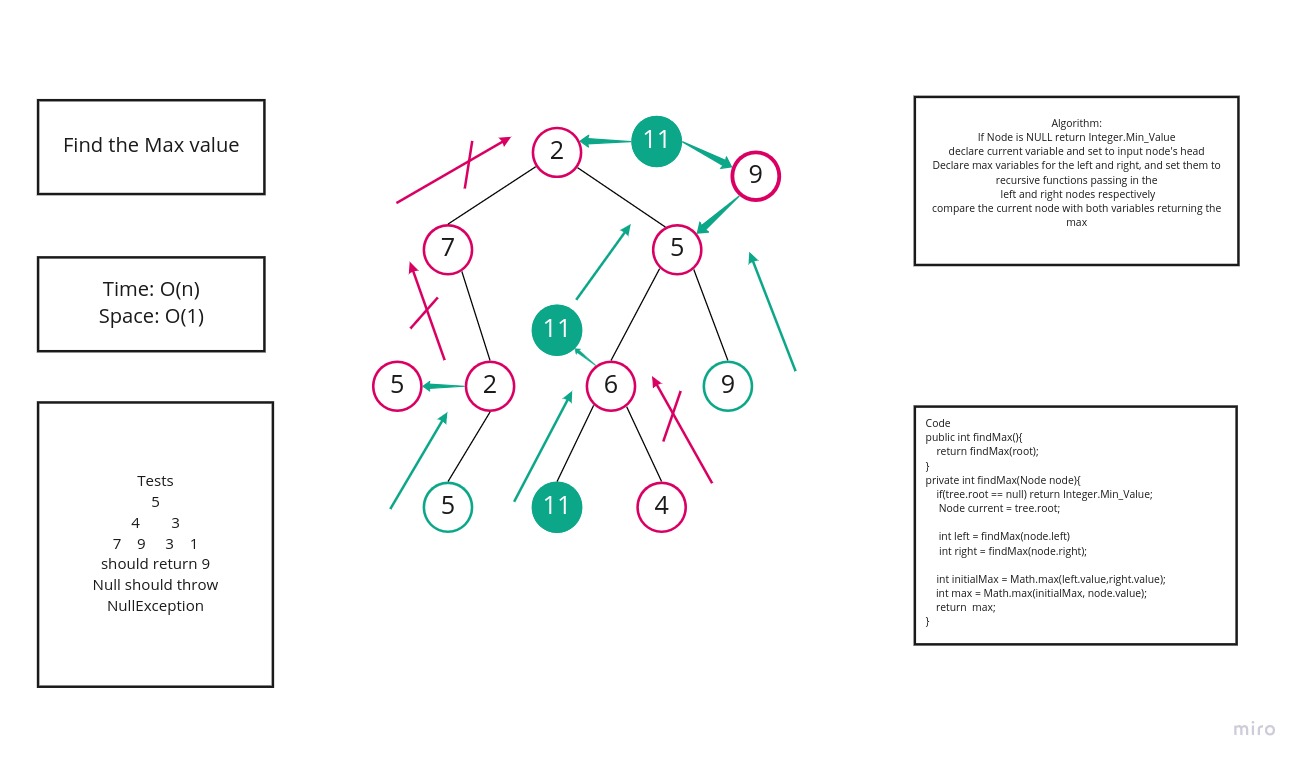 Find the Max value
Time: O(n)
Space: O(1)
Tests
5
4 3
7 9 3 1
should return 9
Null should throw
NullException
2
11
9
7
5
11
5
2
6
9
5
11
4
Algorithm:
If Node is NULL return Integer.Min_Value
declare current variable and set to input node's head
Declare max variables for the left and right, and set them to
recursive functions passing in the
left and right nodes respectively
compare the current node with both variables returning the
max
Code
public int findMax(){
return findMax(root);
}
private int findMax(Node node){
if(tree.root == null) return Integer.Min_Value;
Node current = tree.root;
int left = findMax(node.left)
int right = findMax(node.right);
int initialMax = Math.max(left.value,right.value);
int max = Math.max(initialMax, node.value);
return max;
}
miro